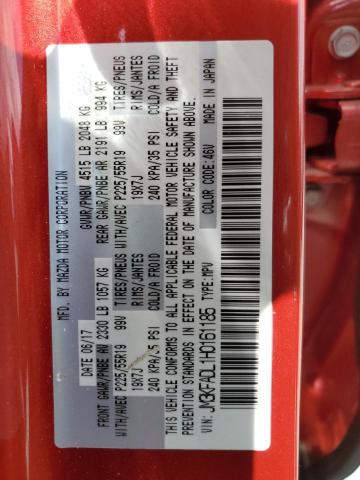 MFD. BY MAZDA MOTOR CORPORATION
DATE 06/17 GVWR/PNBV 4515 LB 2048 KG
FRONT GAWR/PNBE AV 2330 LB 1057 KG REAR GAWR/PNBE AR 2191 LB 994 KG
WITH/AVEC P225/55R19 99V TIRES/PNEUS WITH/AVEC P225/55R19 99V TIRES/PNEUS
19X7J RIMS/JANTES 19X7J RIMS/JANTES
240 KPA/35 PSI COLD/A FROID 240 KPA/35 PSI COLD/A FROID
THIS VEHICLE CONFORMS TO ALL APPLICABLE FEDERAL MOTOR VEHICLE SAFETY AND THEFT
PREVENTION STANDARDS IN EFFECT ON THE DATE OF MANUFACTURE SHOWN ABOVE.
COLOR CODE:46V MADE IN JAPAN
VIN: JM3KFADL1H0161185 TYPE:MPV